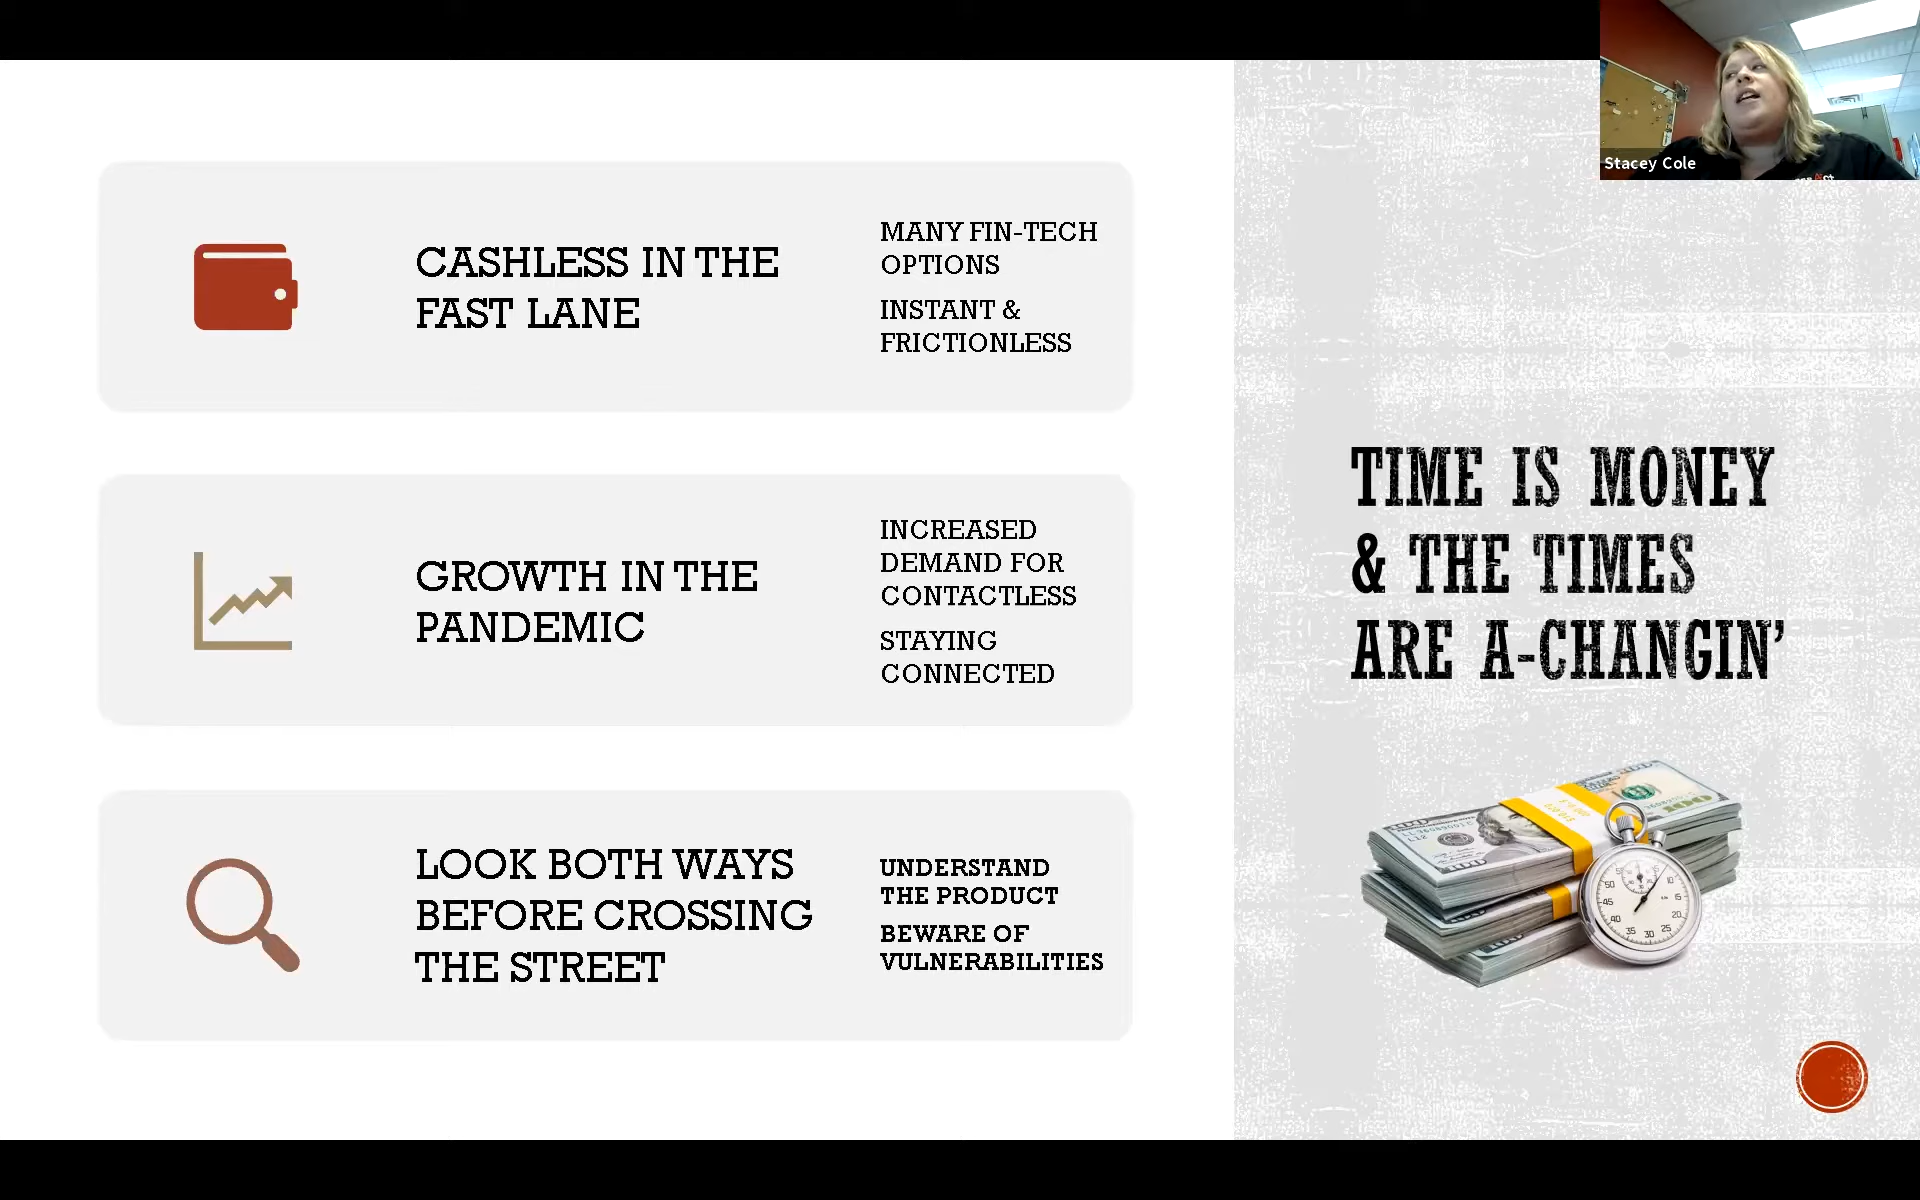 Stacey Cole
CASHLESS IN THE
FAST LANE
MANY FIN-TECH
OPTIONS
INSTANT &
FRICTIONLESS
GROWTH IN THE
PANDEMIC
INCREASED
DEMAND FOR
CONTACTLESS
STAYING
CONNECTED
LOOK BOTH WAYS
BEFORE CROSSING
THE STREET
UNDERSTAND
THE PRODUCT
BEWARE OF
VULNERABILITIES
TIME IS MONEY
& THE TIMES
ARE A-CHANGIN’